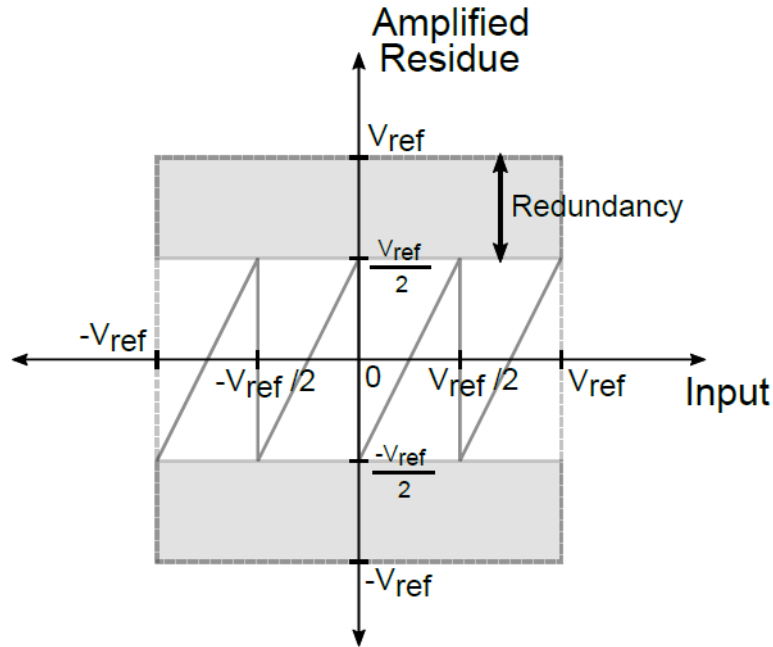 Amplified
Residue
Vref
Redundancy
Vref
2
-Vref
-Vref /2
0
Vref /2
Vref
Input
-Vref
2
-Vref